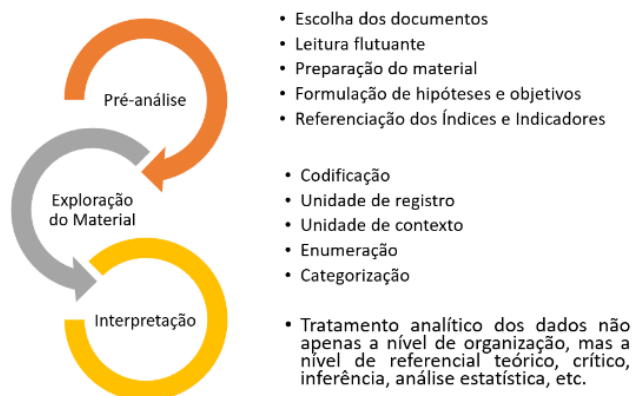 Pré-análise
• Escolha dos documentos
• Leitura flutuante
• Preparação do material
• Formulação de hipóteses e objetivos
• Referenciação dos Índices e Indicadores
Exploração
do Material
• Codificação
• Unidade de registro
• Unidade de contexto
• Enumeração
• Categorização
Interpretação
• Tratamento analítico dos dados não
apenas a nível de organização, mas a
nível de referencial teórico, crítico,
inferência, análise estatística, etc.